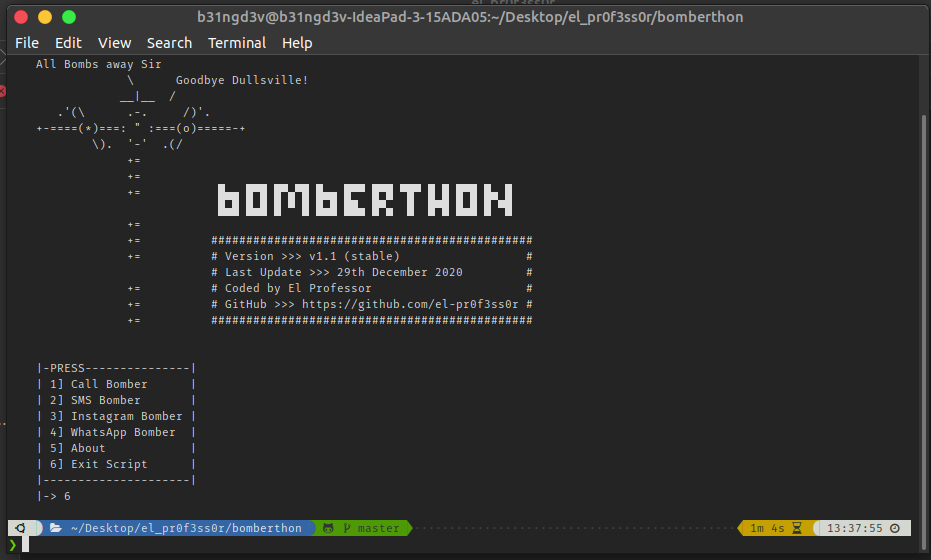 b31ngd3v@b31ngd3v-IdeaPad-3-15ADA05:~/Desktop/el_pr0f3ss0r/bomberthon
File Edit View Search Terminal Help
All Bombs away Sir
                   \      Goodbye Dullsville!
            __|__  /
   .'(\      .-.     /)'.
+-====(*)===: " :===(o)=====-+
        \).  '-'  .(/
             +=
             +=
             +=
bOMbERTHON
             +=
             +=          ##############################################
             +=          # Version >>> v1.1 (stable)                  #
# Last Update >>> 29th December 2020         #
             +=          # Coded by El Professor                      #
             +=          # GitHub >>> https://github.com/el-pr0f3ss0r #
             +=          ##############################################
|-PRESS---------------|
| 1] Call Bomber      |
| 2] SMS Bomber       |
| 3] Instagram Bomber |
| 4] WhatsApp Bomber  |
| 5] About            |
| 6] Exit Script      |
|---------------------|
|-> 6
~/Desktop/el_pr0f3ss0r/bomberthon master 1m 4s 13:37:55
❯